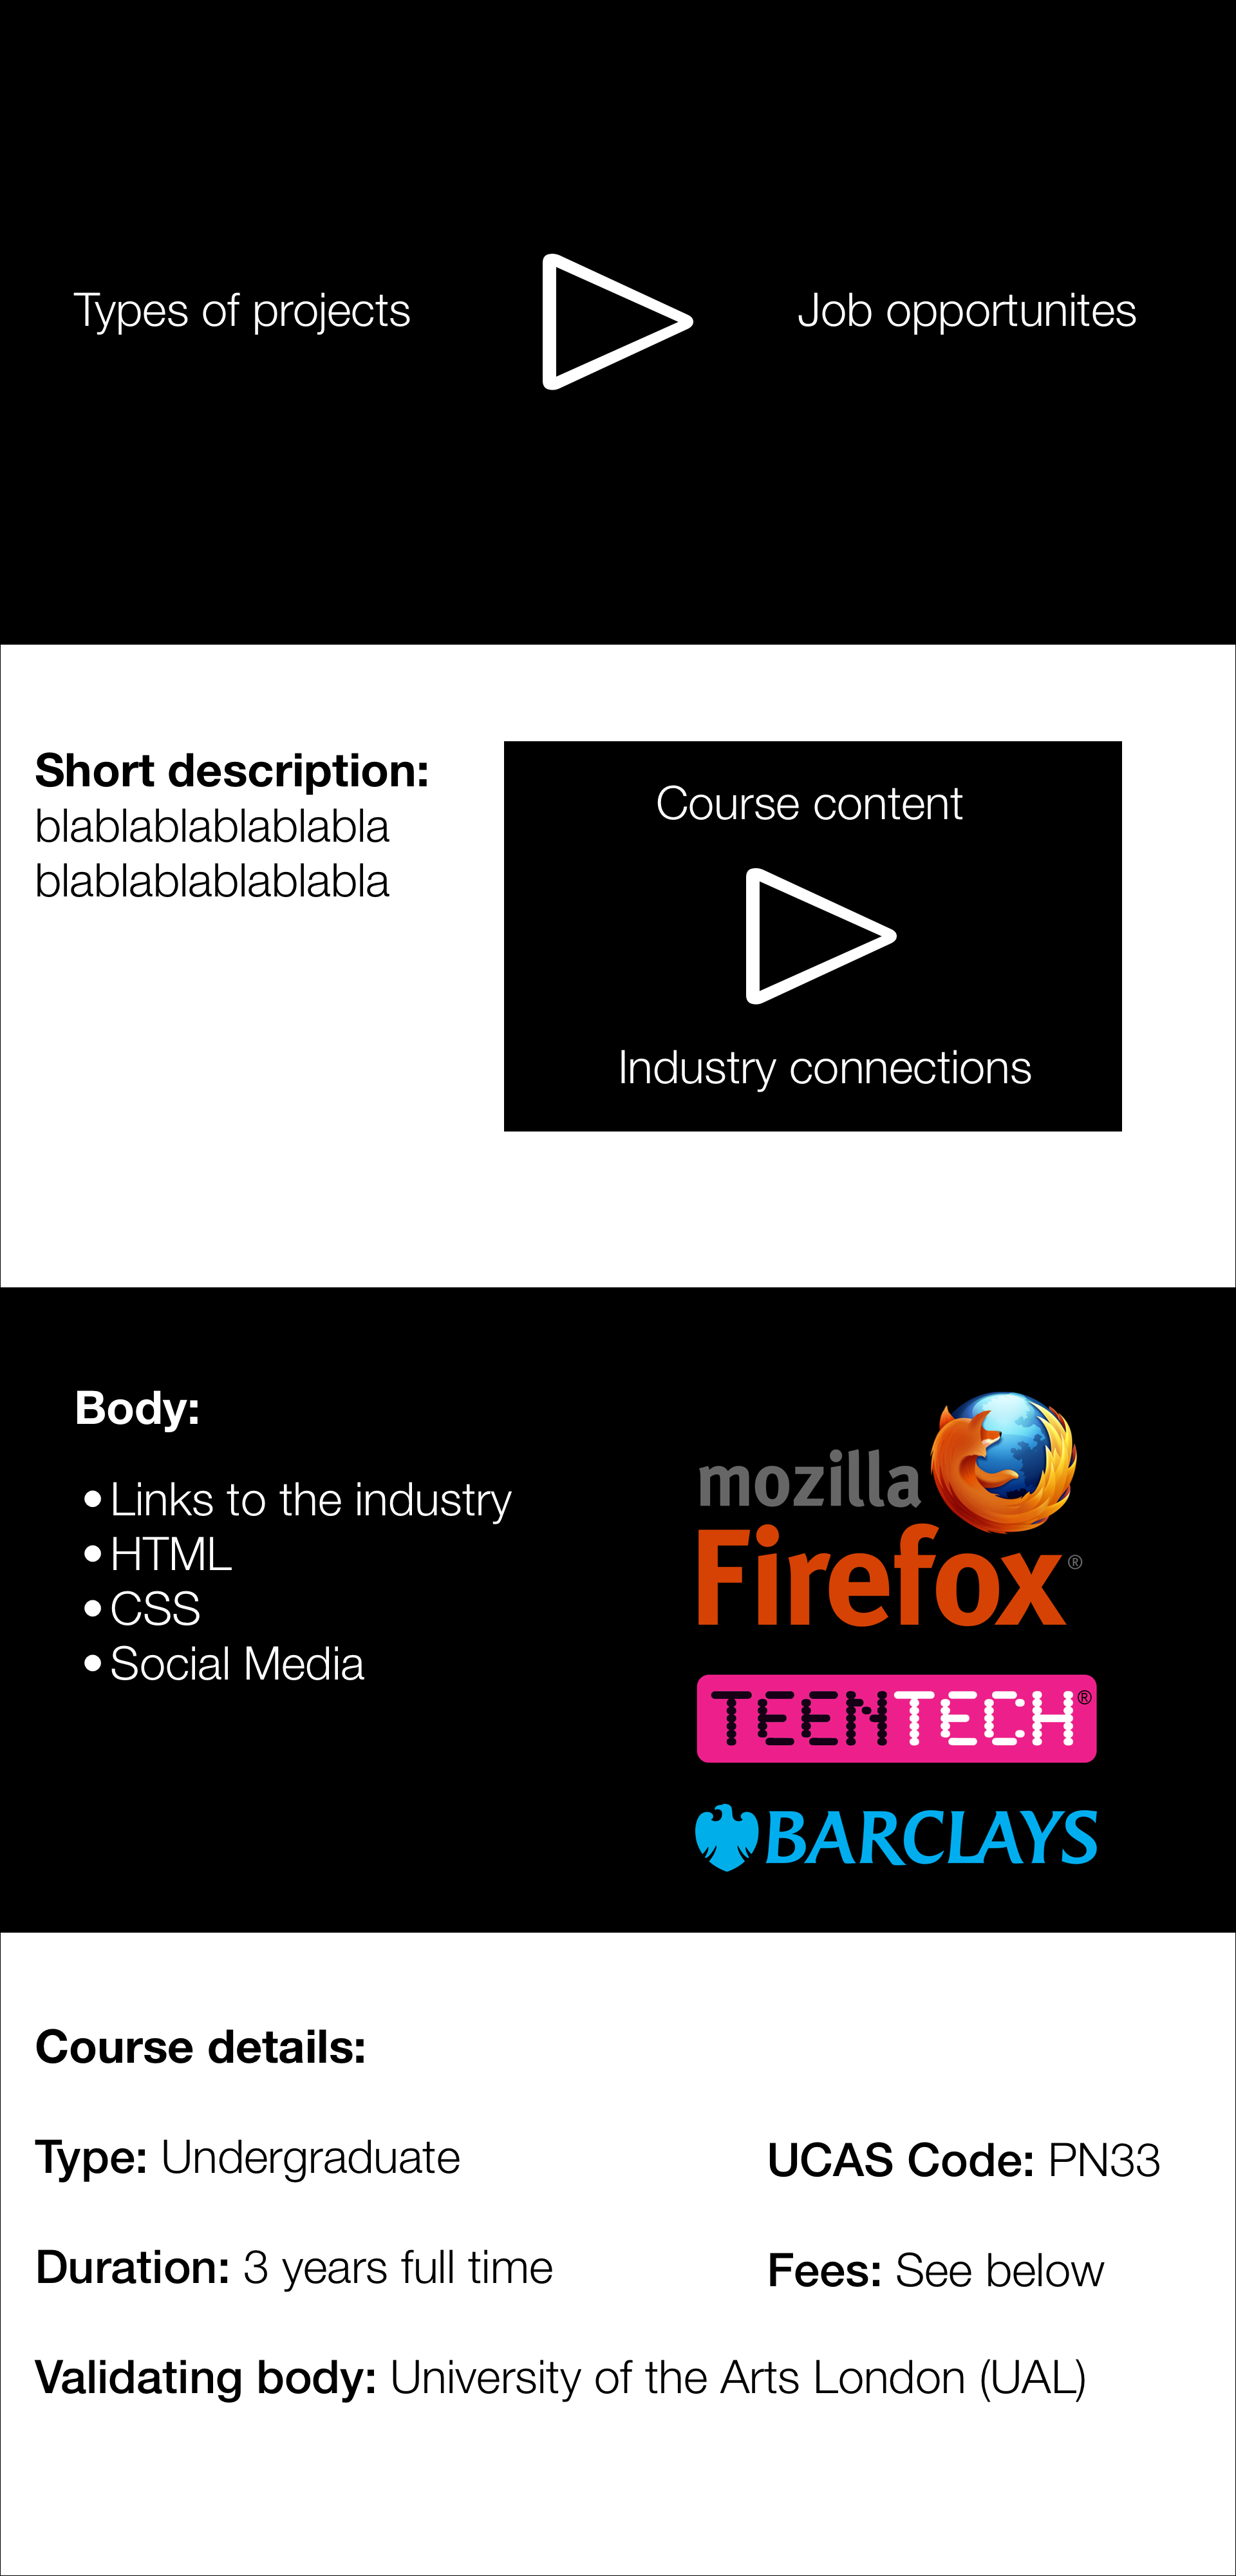 Types of projects
Job opportunites
Short description:
blablablablablabla
blablablablablabla
Course content
Industry connections
Body:
• Links to the industry
• HTML
• CSS
• Social Media
mozilla
Firefox®
TEENTECH®
BARCLAYS
Course details:
Type: Undergraduate
UCAS Code: PN33
Duration: 3 years full time
Fees: See below
Validating body: University of the Arts London (UAL)